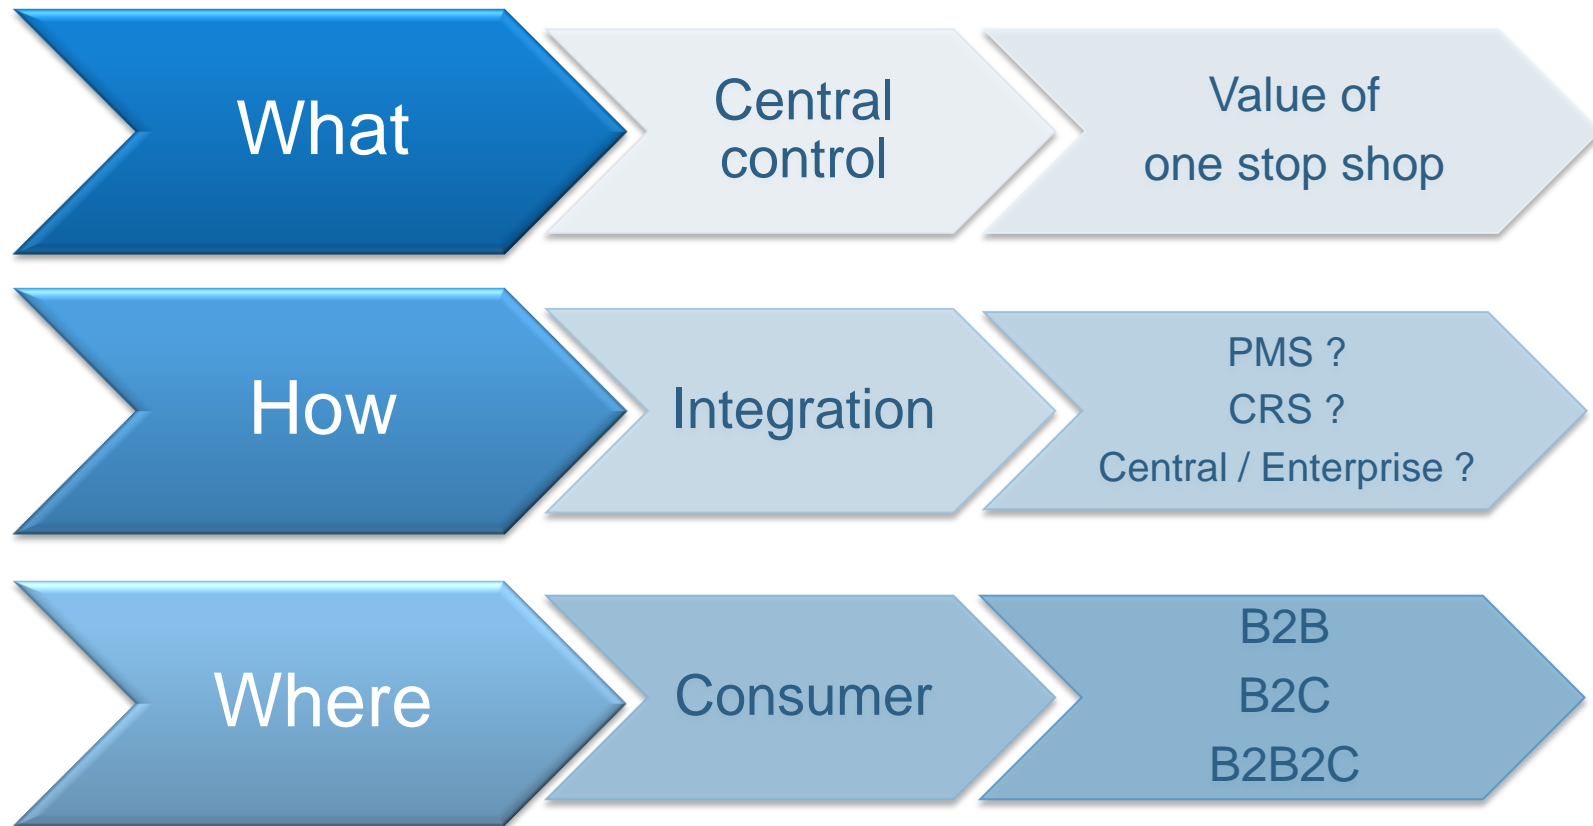 What
Central
control
Value of
one stop shop
How
Integration
PMS ?
CRS ?
Central / Enterprise ?
Where
Consumer
B2B
B2C
B2B2C